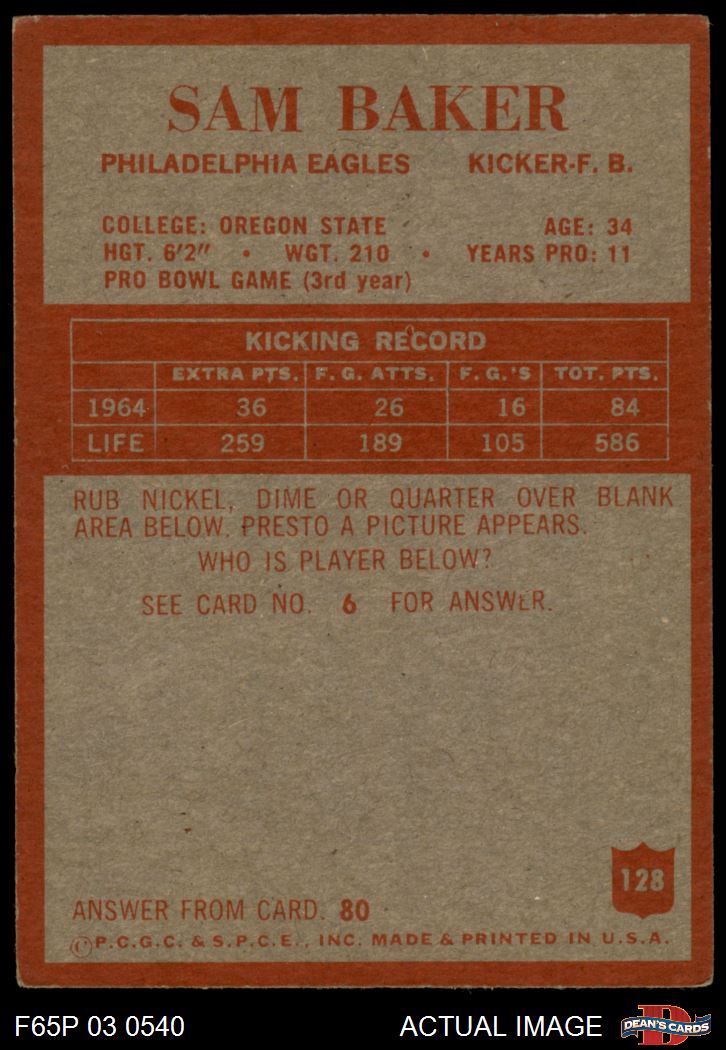 SAM BAKER
PHILADELPHIA EAGLES KICKER-F. B.
COLLEGE: OREGON STATE AGE: 34
HGT. 6'2" • WGT. 210 • YEARS PRO: 11
PRO BOWL GAME (3rd year)
KICKING RECORD
EXTRA PTS. F. G. ATTS. F. G.'S TOT. PTS.
1964 36 26 16 84
LIFE 259 189 105 586
RUB NICKEL, DIME OR QUARTER OVER BLANK
AREA BELOW. PRESTO A PICTURE APPEARS.
WHO IS PLAYER BELOW?
SEE CARD NO. 6 FOR ANSWER.
128
ANSWER FROM CARD. 80
© P.C.G.C. & S.P.C.E., INC. MADE & PRINTED IN U.S.A.
F65P 03 0540 ACTUAL IMAGE
D
DEAN'S CARDS